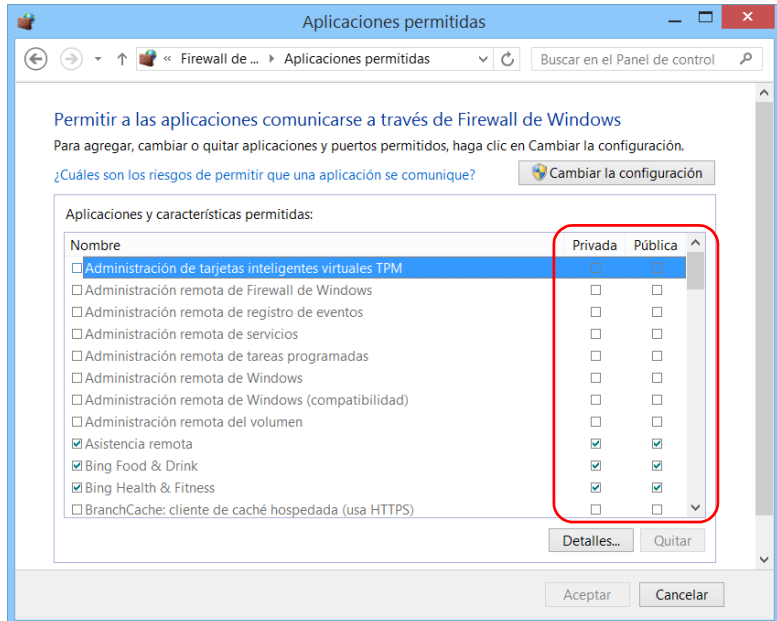 Aplicaciones permitidas
« Firewall de ... Aplicaciones permitidas Buscar en el Panel de control
Permitir a las aplicaciones comunicarse a través de Firewall de Windows
Para agregar, cambiar o quitar aplicaciones y puertos permitidos, haga clic en Cambiar la configuración.
¿Cuáles son los riesgos de permitir que una aplicación se comunique? Cambiar la configuración
Aplicaciones y características permitidas:
Nombre Privada Pública
Administración de tarjetas inteligentes virtuales TPM
Administración remota de Firewall de Windows
Administración remota de registro de eventos
Administración remota de servicios
Administración remota de tareas programadas
Administración remota de Windows
Administración remota de Windows (compatibilidad)
Administración remota del volumen
Asistencia remota
Bing Food & Drink
Bing Health & Fitness
BranchCache: cliente de caché hospedada (usa HTTPS)
Detalles... Quitar
Aceptar Cancelar